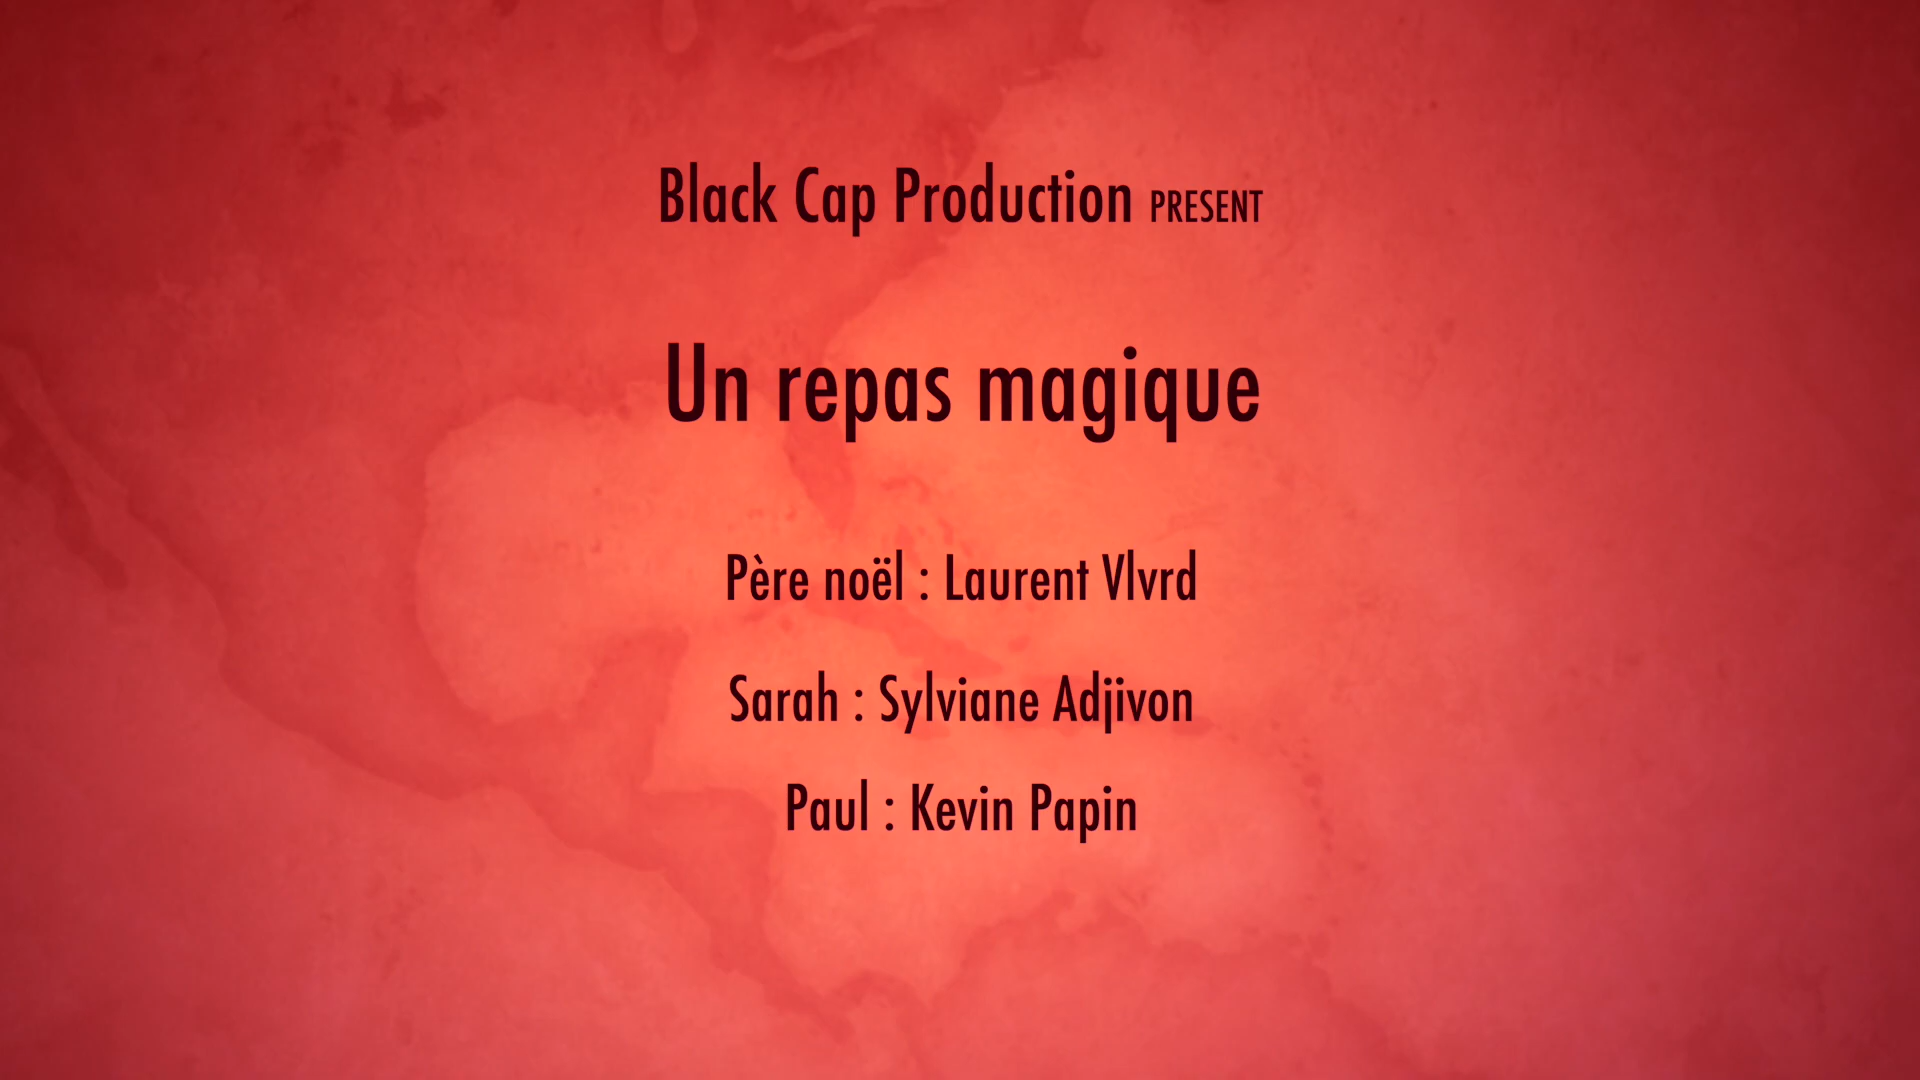 Black Cap Production PRESENT
Un repas magique
Père noël : Laurent Vlvrd
Sarah : Sylviane Adjivon
Paul : Kevin Papin